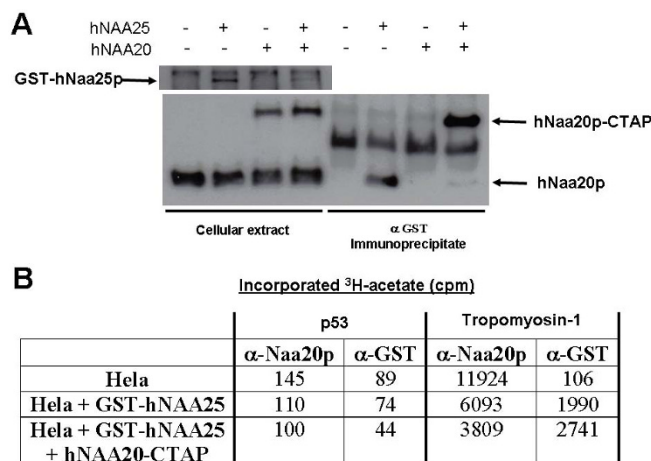 A
hNAA25 - + - + - + - +
hNAA20 - - + + - - + +
GST-hNaa25p
hNaa20p-CTAP
hNaa20p
Cellular extract
α GST
Immunoprecipitate
B
Incorporated ³H-acetate (cpm)
p53 Tropomyosin-1
α-Naa20p α-GST α-Naa20p α-GST
Hela 145 89 11924 106
Hela + GST-hNAA25 110 74 6093 1990
Hela + GST-hNAA25 100 44 3809 2741
+ hNAA20-CTAP